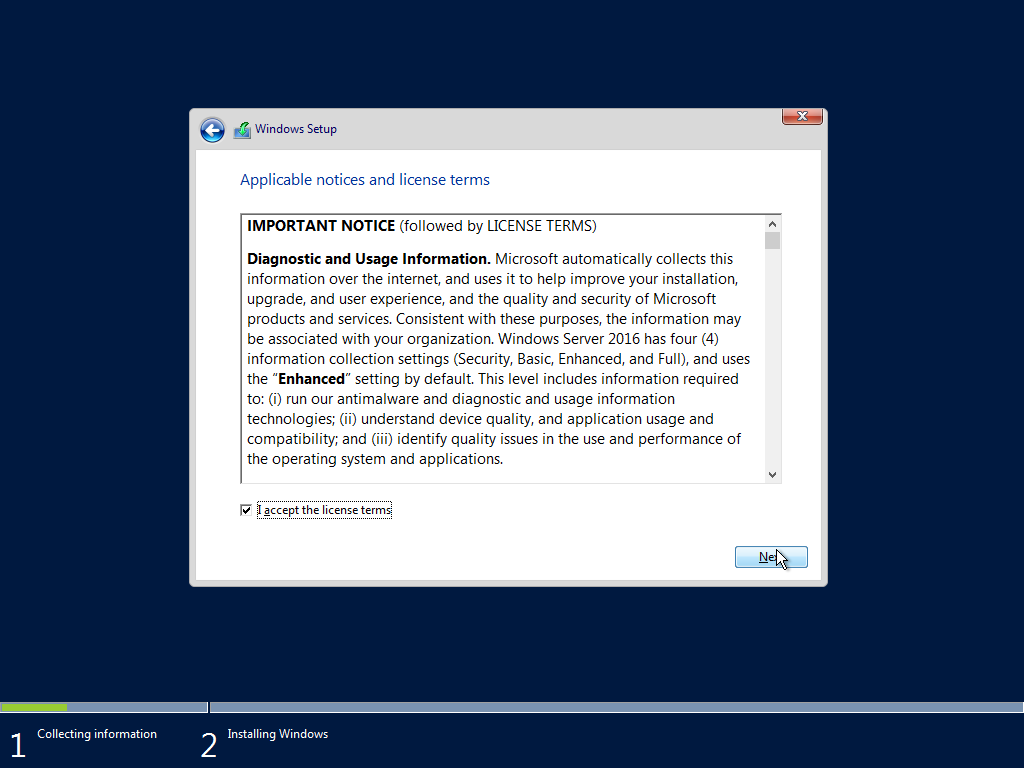 Windows Setup
Applicable notices and license terms
IMPORTANT NOTICE (followed by LICENSE TERMS)
Diagnostic and Usage Information. Microsoft automatically collects this
information over the internet, and uses it to help improve your installation,
upgrade, and user experience, and the quality and security of Microsoft
products and services. Consistent with these purposes, the information may
be associated with your organization. Windows Server 2016 has four (4)
information collection settings (Security, Basic, Enhanced, and Full), and uses
the “Enhanced” setting by default. This level includes information required
to: (i) run our antimalware and diagnostic and usage information
technologies; (ii) understand device quality, and application usage and
compatibility; and (iii) identify quality issues in the use and performance of
the operating system and applications.
I accept the license terms
Next
1 Collecting information
2 Installing Windows